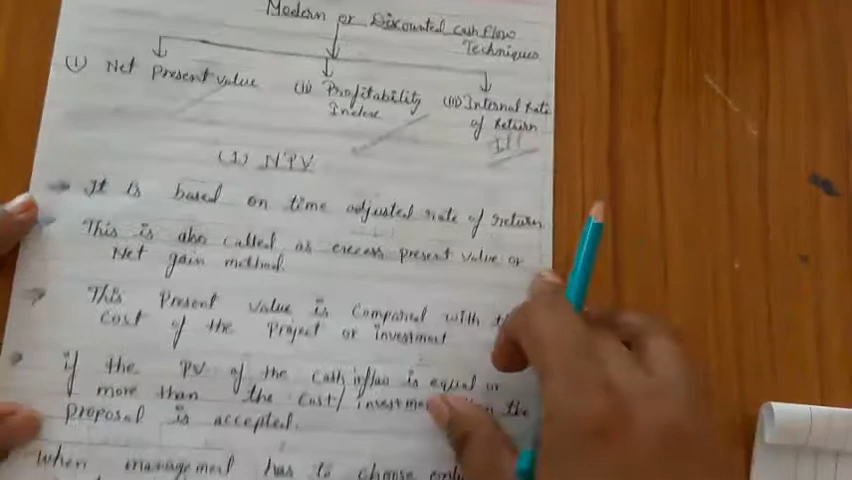 Modern or Discounted cash flow
Techniques
(i) Net Present value
(ii) Profitability
Index
(iii) Internal Rate
of Return
(1) NPV
It is based on time adjusted rate of return
This is also called as excess present value or
Net gain method.
This Present value is compared with
cost of the Project or investment
if the PV of the cash inflow is equal or
more than the cost/ the
proposal is accepted.
When management has to choose